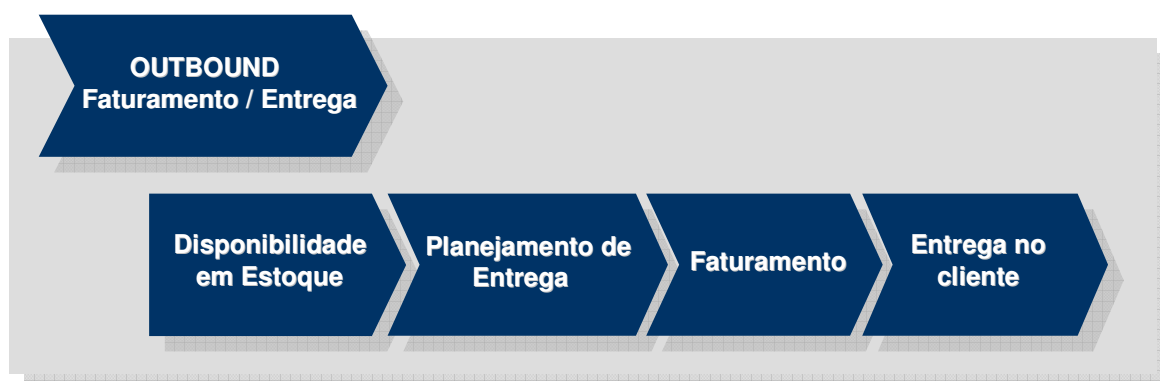 OUTBOUND
Faturamento / Entrega
Disponibilidade
em Estoque
Planejamento de
Entrega
Faturamento
Entrega no
cliente